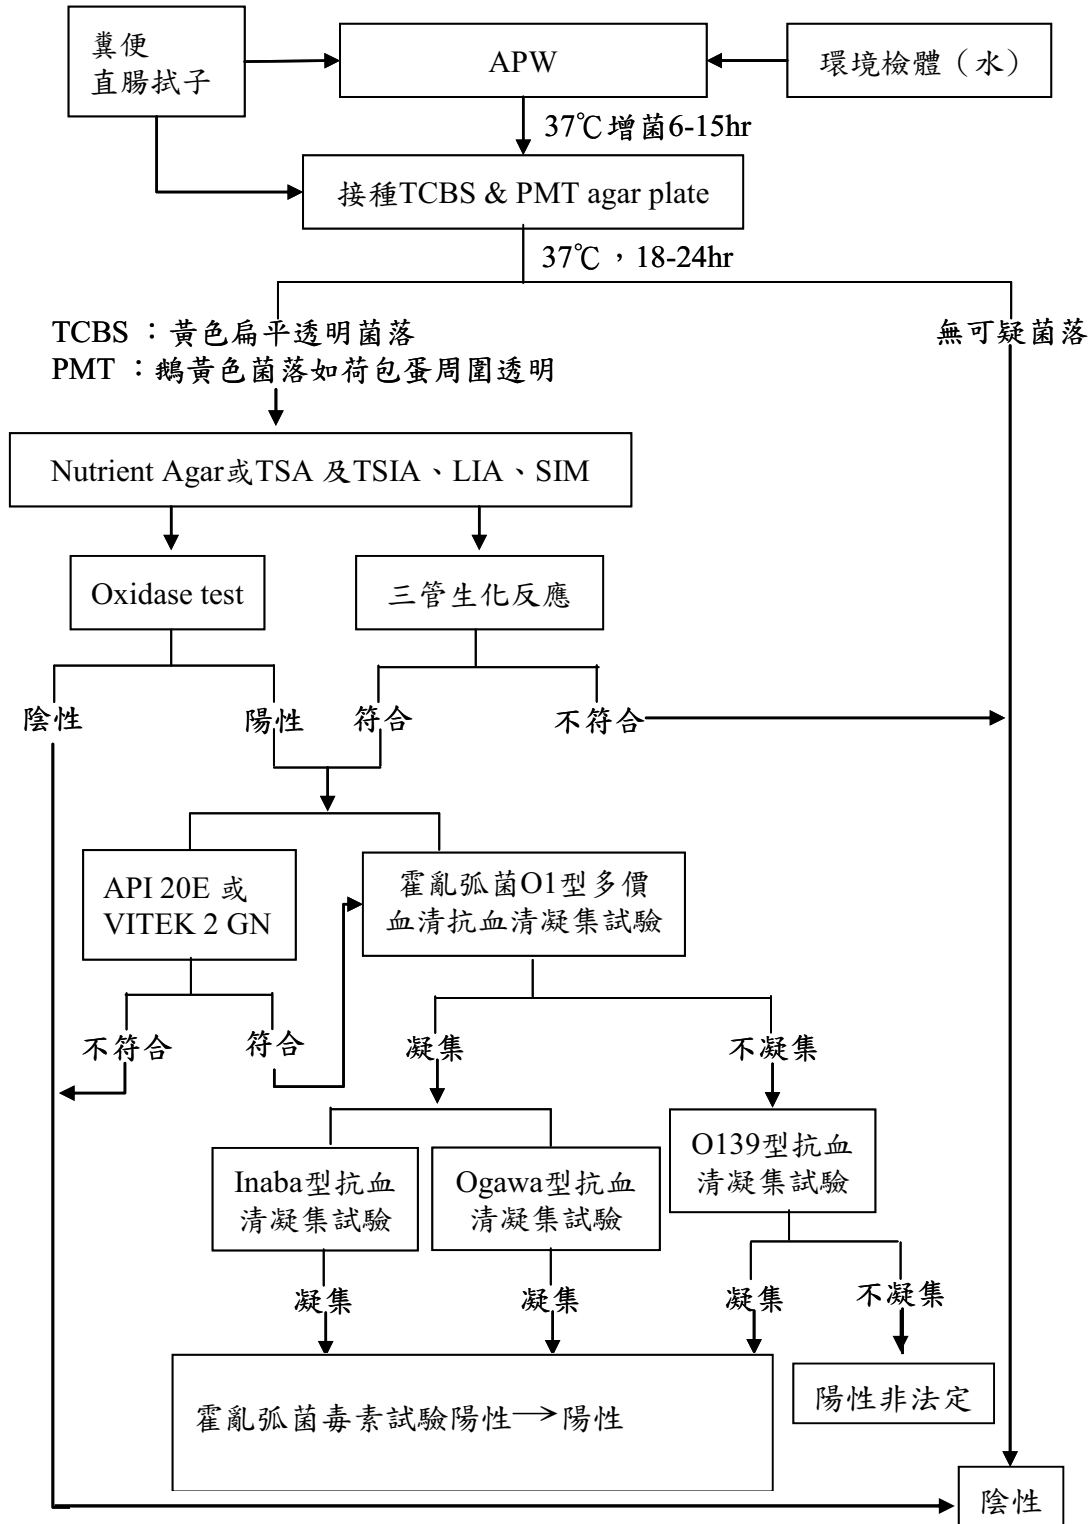 糞便
直腸拭子
APW
環境檢體（水）
37℃增菌6-15hr
接種TCBS & PMT agar plate
37℃，18-24hr
TCBS ：黃色扁平透明菌落
PMT ：鵝黃色菌落如荷包蛋周圍透明
無可疑菌落
Nutrient Agar或TSA 及TSIA、LIA、SIM
Oxidase test
三管生化反應
陰性
陽性
符合
不符合
API 20E 或
VITEK 2 GN
霍亂弧菌O1型多價
血清抗血清凝集試驗
不符合
符合
凝集
不凝集
Inaba型抗血
清凝集試驗
Ogawa型抗血
清凝集試驗
O139型抗血
清凝集試驗
凝集
凝集
凝集
不凝集
霍亂弧菌毒素試驗陽性→陽性
陽性非法定
陰性